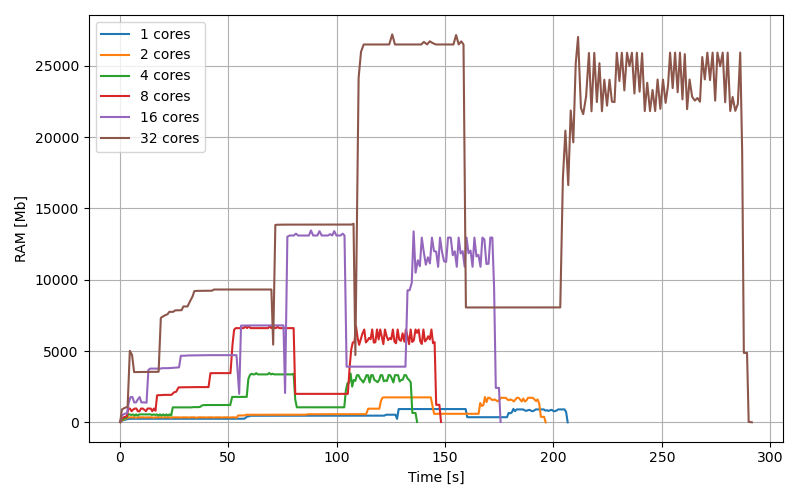 1 cores
2 cores
4 cores
8 cores
16 cores
32 cores
RAM [Mb]
25000
20000
15000
10000
5000
0
0 50 100 150 200 250 300
Time [s]